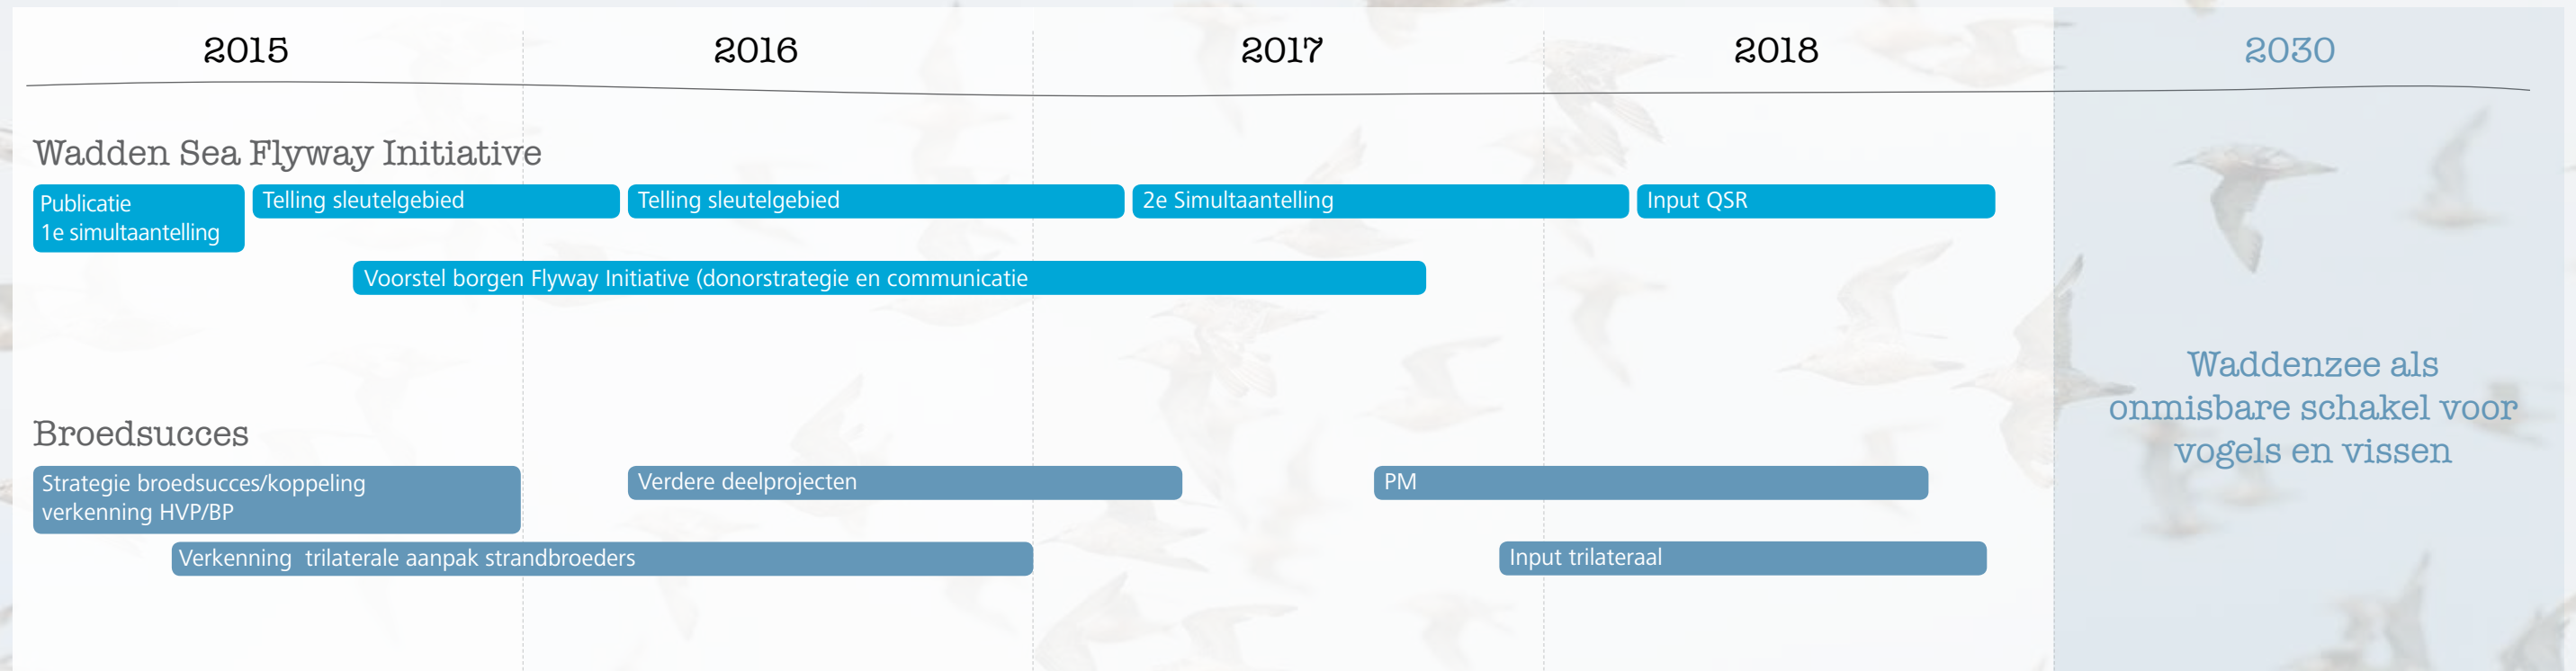 2015 2016 2017 2018 2030
Wadden Sea Flyway Initiative
Publicatie
1e simultaantelling
Telling sleutelgebied
Telling sleutelgebied
2e Simultaantelling
Input QSR
Voorstel borgen Flyway Initiative (donorstrategie en communicatie
Broedsucces
Strategie broedsucces/koppeling
verkenning HVP/BP
Verdere deelprojecten
PM
Verkenning  trilaterale aanpak strandbroeders
Input trilateraal
Waddenzee als
onmisbare schakel voor
vogels en vissen